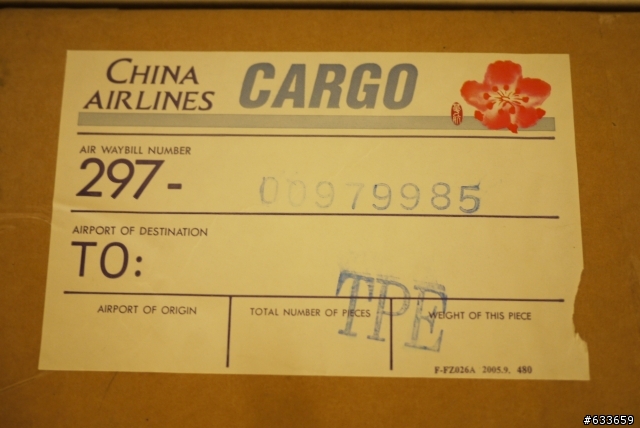 CHINA AIRLINES CARGO
AIR WAYBILL NUMBER
297- 00979985
AIRPORT OF DESTINATION
TO:
TPE
AIRPORT OF ORIGIN
TOTAL NUMBER OF PIECES
WEIGHT OF THIS PIECE
F-FZ026A 2005.9. 480
#633659